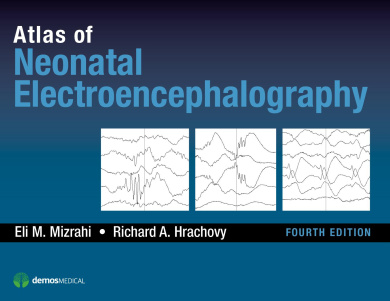 Atlas of
Neonatal
Electroencephalography
Eli M. Mizrahi • Richard A. Hrachovy
FOURTH EDITION
demosMEDICAL